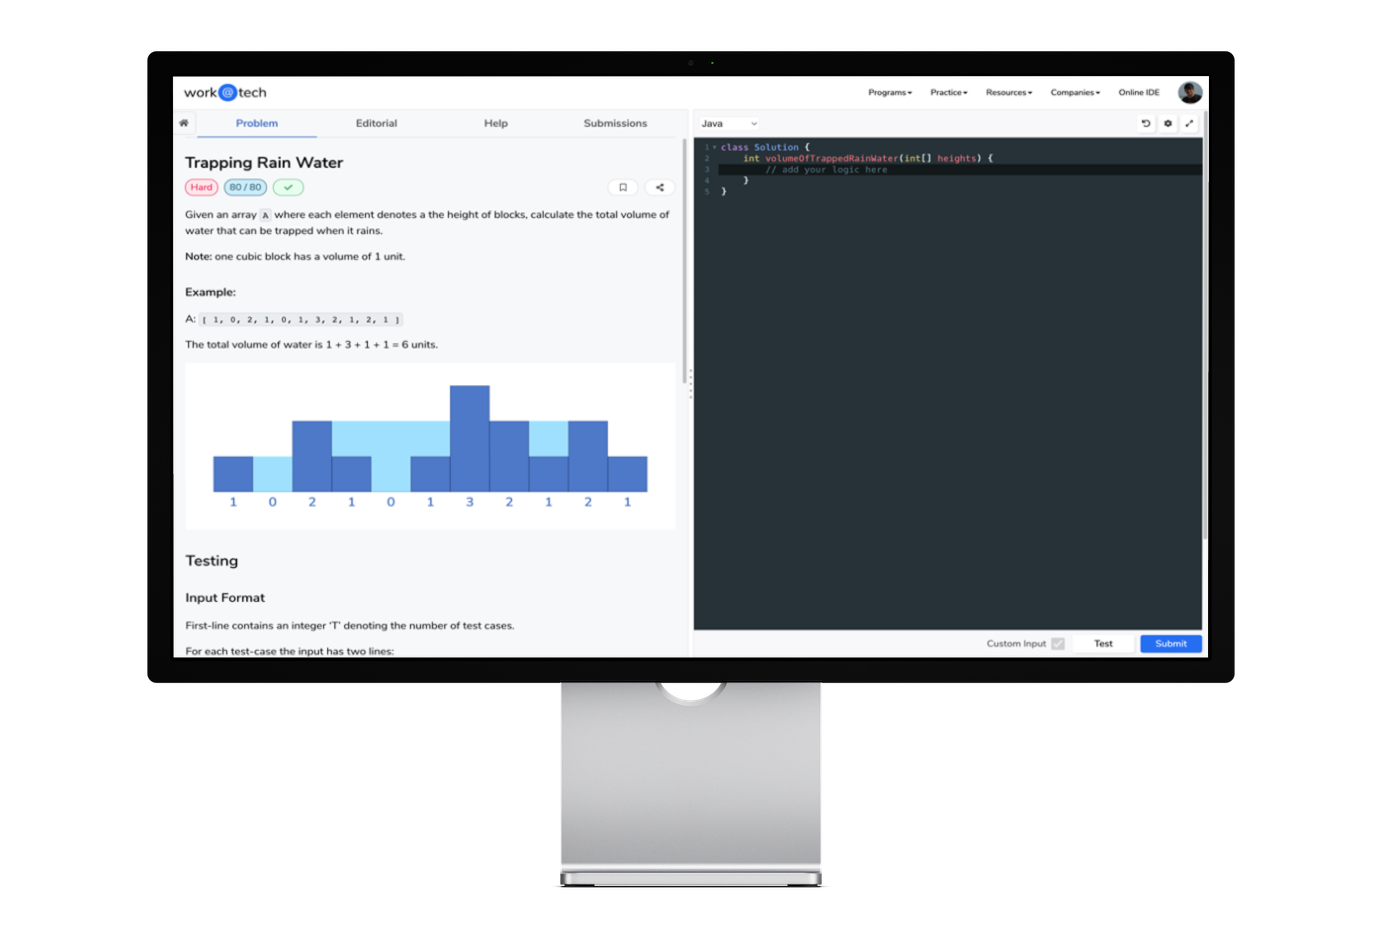 work@tech
Programs
Practice
Resources
Companies
Online IDE
Problem
Editorial
Help
Submissions
Trapping Rain Water
Hard
80 / 80
Given an array A where each element denotes a the height of blocks, calculate the total volume of
water that can be trapped when it rains.
Note: one cubic block has a volume of 1 unit.
Example:
A: [ 1, 0, 2, 1, 0, 1, 3, 2, 1, 2, 1 ]
The total volume of water is 1 + 3 + 1 + 1 = 6 units.
1 0 2 1 0 1 3 2 1 2 1
Testing
Input Format
First-line contains an integer ‘T’ denoting the number of test cases.
For each test-case the input has two lines:
Java
1 class Solution {
2 int volumeOfTrappedRainWater(int[] heights) {
3 // add your logic here
4 }
5 }
Custom Input
Test
Submit